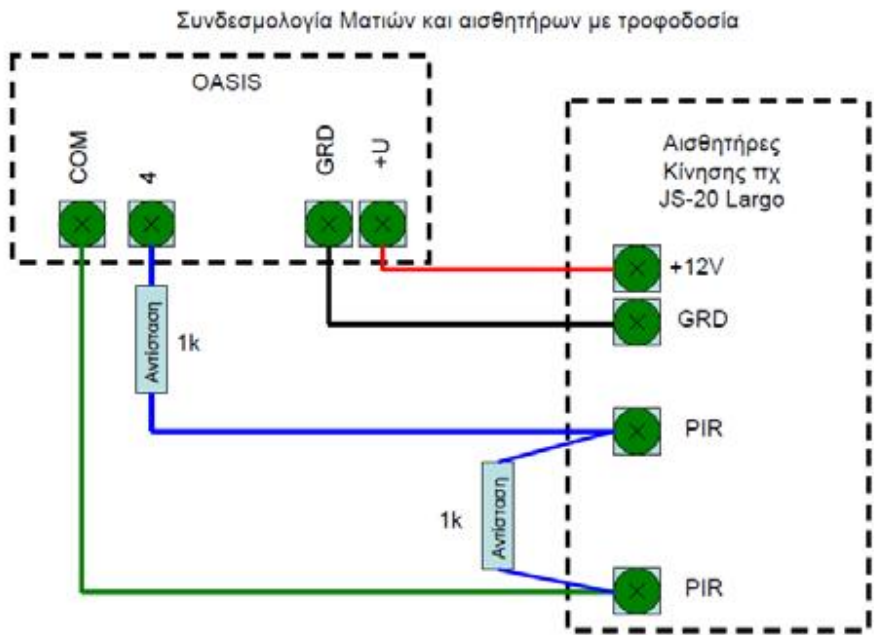 Συνδεσμολογία Ματιών και αισθητήρων με τροφοδοσία
OASIS
COM
4
GRD
+U
Αισθητήρες
Κίνησης πχ
JS-20 Largo
+12V
GRD
Αντίσταση
1k
PIR
1k
Αντίσταση
PIR